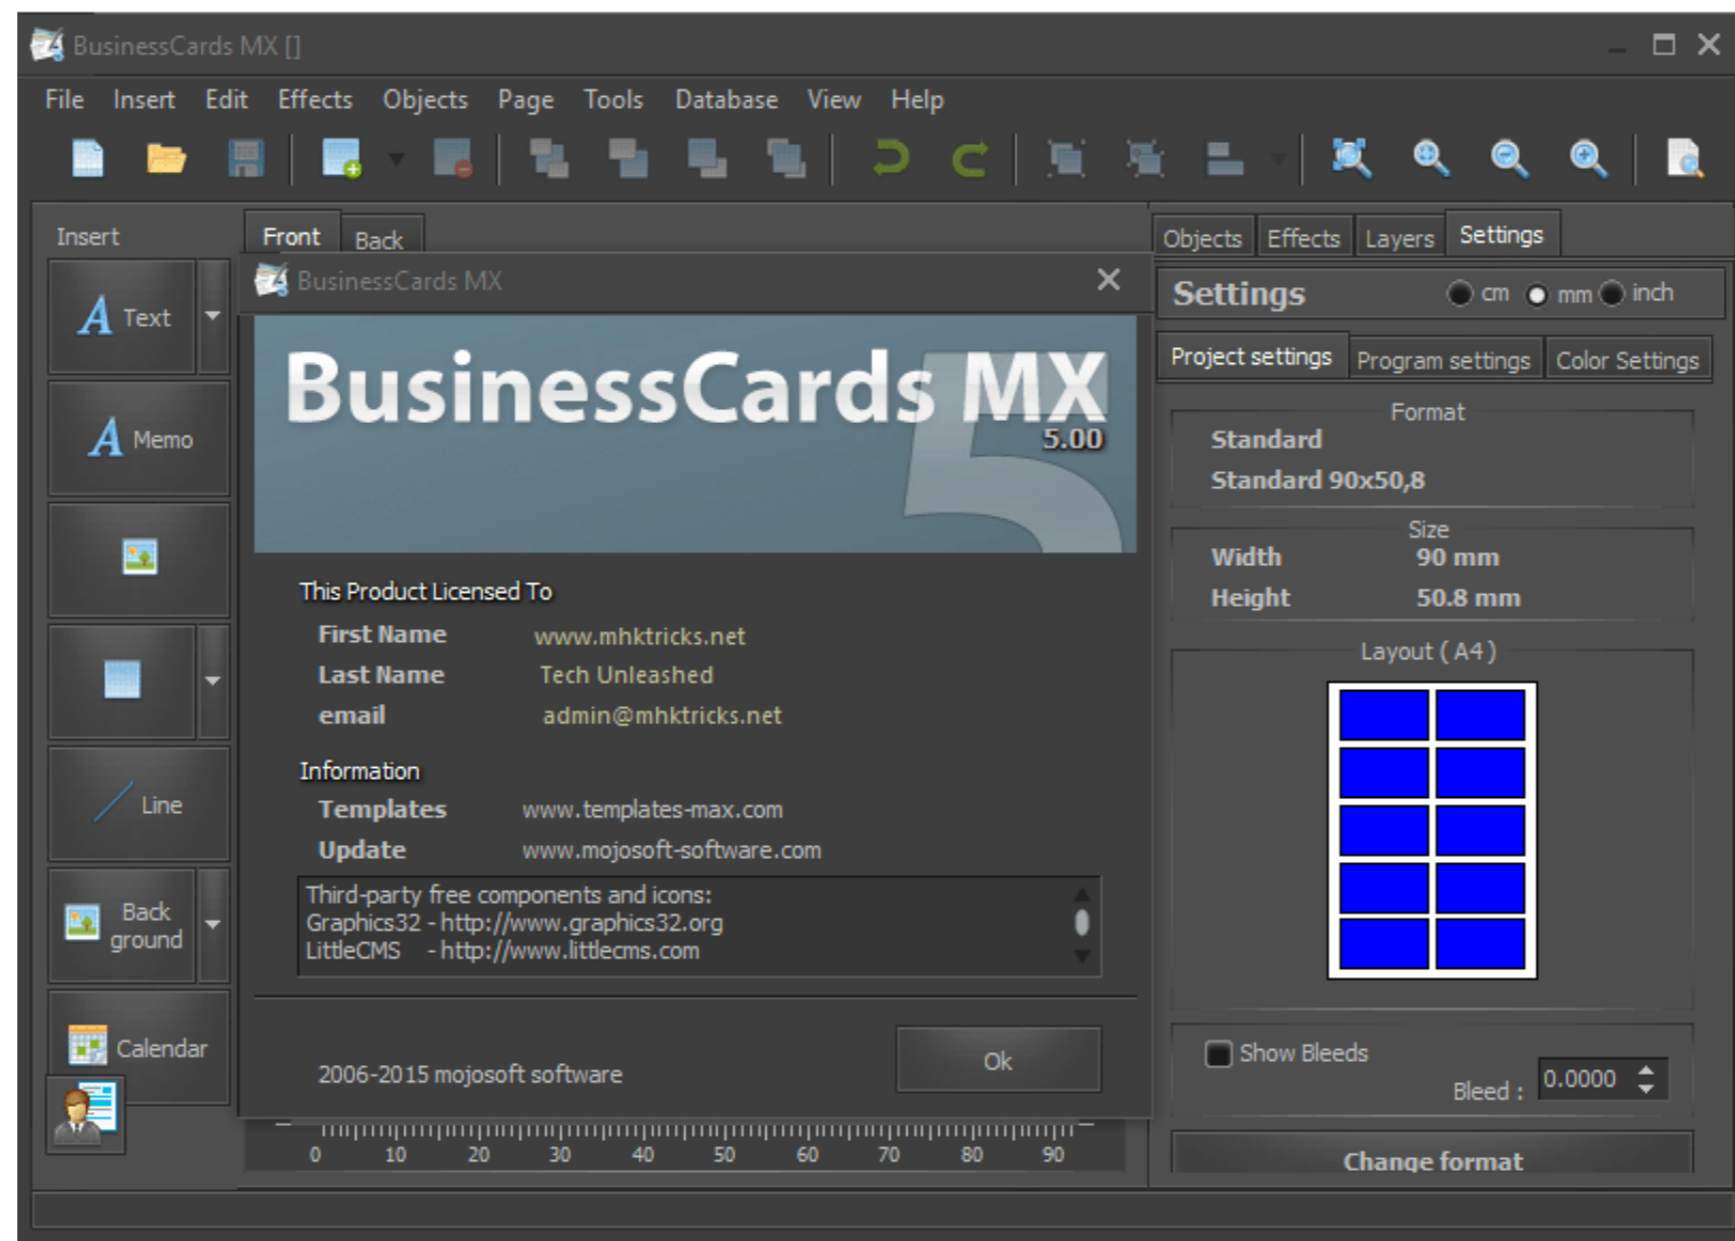 BusinessCards MX []
File Insert Edit Effects Objects Page Tools Database View Help
Insert
Text
Memo
Line
Back
ground
Calendar
Front Back
BusinessCards MX
BusinessCards MX
5.00
5
This Product Licensed To
First Name www.mhktricks.net
Last Name Tech Unleashed
email admin@mhktricks.net
Information
Templates www.templates-max.com
Update www.mojosoft-software.com
Third-party free components and icons:
Graphics32 - http://www.graphics32.org
LittleCMS - http://www.littlecms.com
2006-2015 mojosoft software
Ok
0 10 20 30 40 50 60 70 80 90
Objects Effects Layers Settings
Settings cm mm inch
Project settings Program settings Color Settings
Format
Standard
Standard 90x50,8
Size
Width 90 mm
Height 50.8 mm
Layout ( A4 )
Show Bleeds
Bleed : 0.0000
Change format